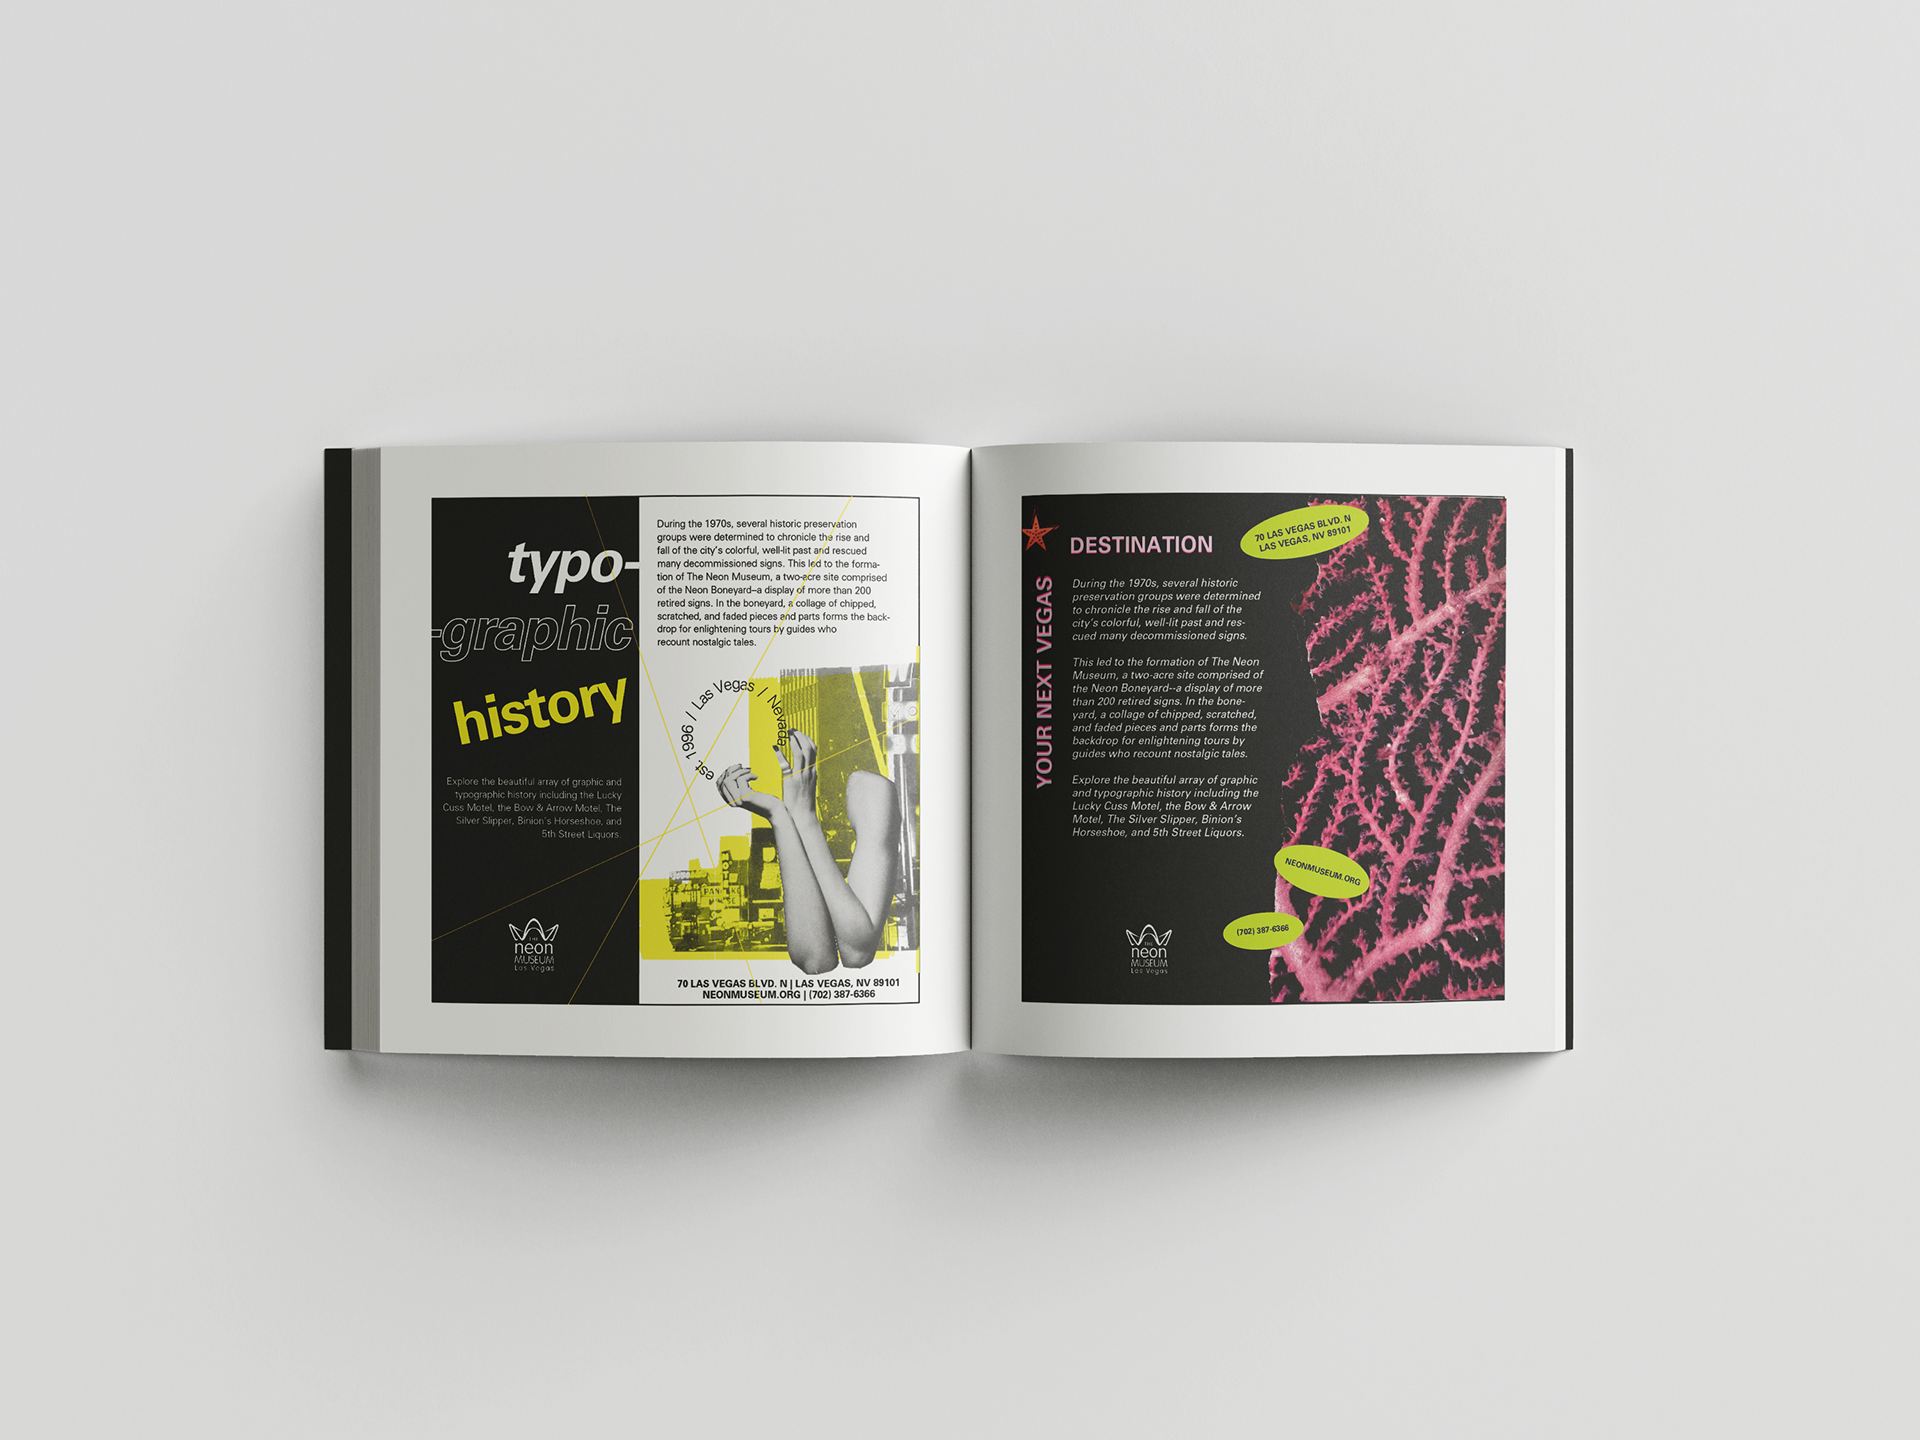 typo-
-graphic
history
Explore the beautiful array of graphic and
typographic history including the Lucky
Cuss Motel, the Bow & Arrow Motel, The
Silver Slipper, Binion's Horseshoe, and
5th Street Liquors.
THE
neon
MUSEUM
Las Vegas
During the 1970s, several historic preservation
groups were determined to chronicle the rise and
fall of the city's colorful, well-lit past and rescued
many decommissioned signs. This led to the forma-
tion of The Neon Museum, a two-acre site comprised
of the Neon Boneyard–a display of more than 200
retired signs. In the boneyard, a collage of chipped,
scratched, and faded pieces and parts forms the back-
drop for enlightening tours by guides who
recount nostalgic tales.
est. 1996 / Las Vegas / Nevada
70 LAS VEGAS BLVD. N | LAS VEGAS, NV 89101
NEONMUSEUM.ORG | (702) 387-6366
YOUR NEXT VEGAS
DESTINATION
70 LAS VEGAS BLVD. N
LAS VEGAS, NV 89101
During the 1970s, several historic
preservation groups were determined
to chronicle the rise and fall of the
city's colorful, well-lit past and res-
cued many decommissioned signs.
This led to the formation of The Neon
Museum, a two-acre site comprised of
the Neon Boneyard--a display of more
than 200 retired signs. In the bone-
yard, a collage of chipped, scratched,
and faded pieces and parts forms the
backdrop for enlightening tours by
guides who recount nostalgic tales.
Explore the beautiful array of graphic
and typographic history including the
Lucky Cuss Motel, the Bow & Arrow
Motel, The Silver Slipper, Binion's
Horseshoe, and 5th Street Liquors.
NEONMUSEUM.ORG
(702) 387-6366
THE
neon
MUSEUM
Las Vegas